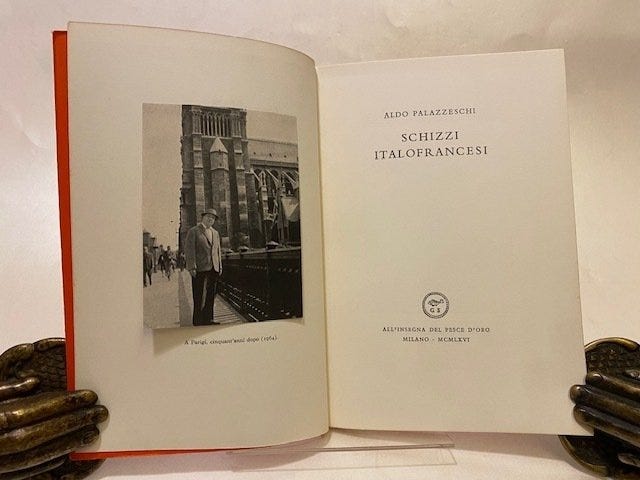 A Parigi, cinquant'anni dopo (1964)
ALDO PALAZZESCHI
SCHIZZI
ITALOFRANCESI
G S
ALL'INSEGNA DEL PESCE D'ORO
MILANO - MCMLXVI